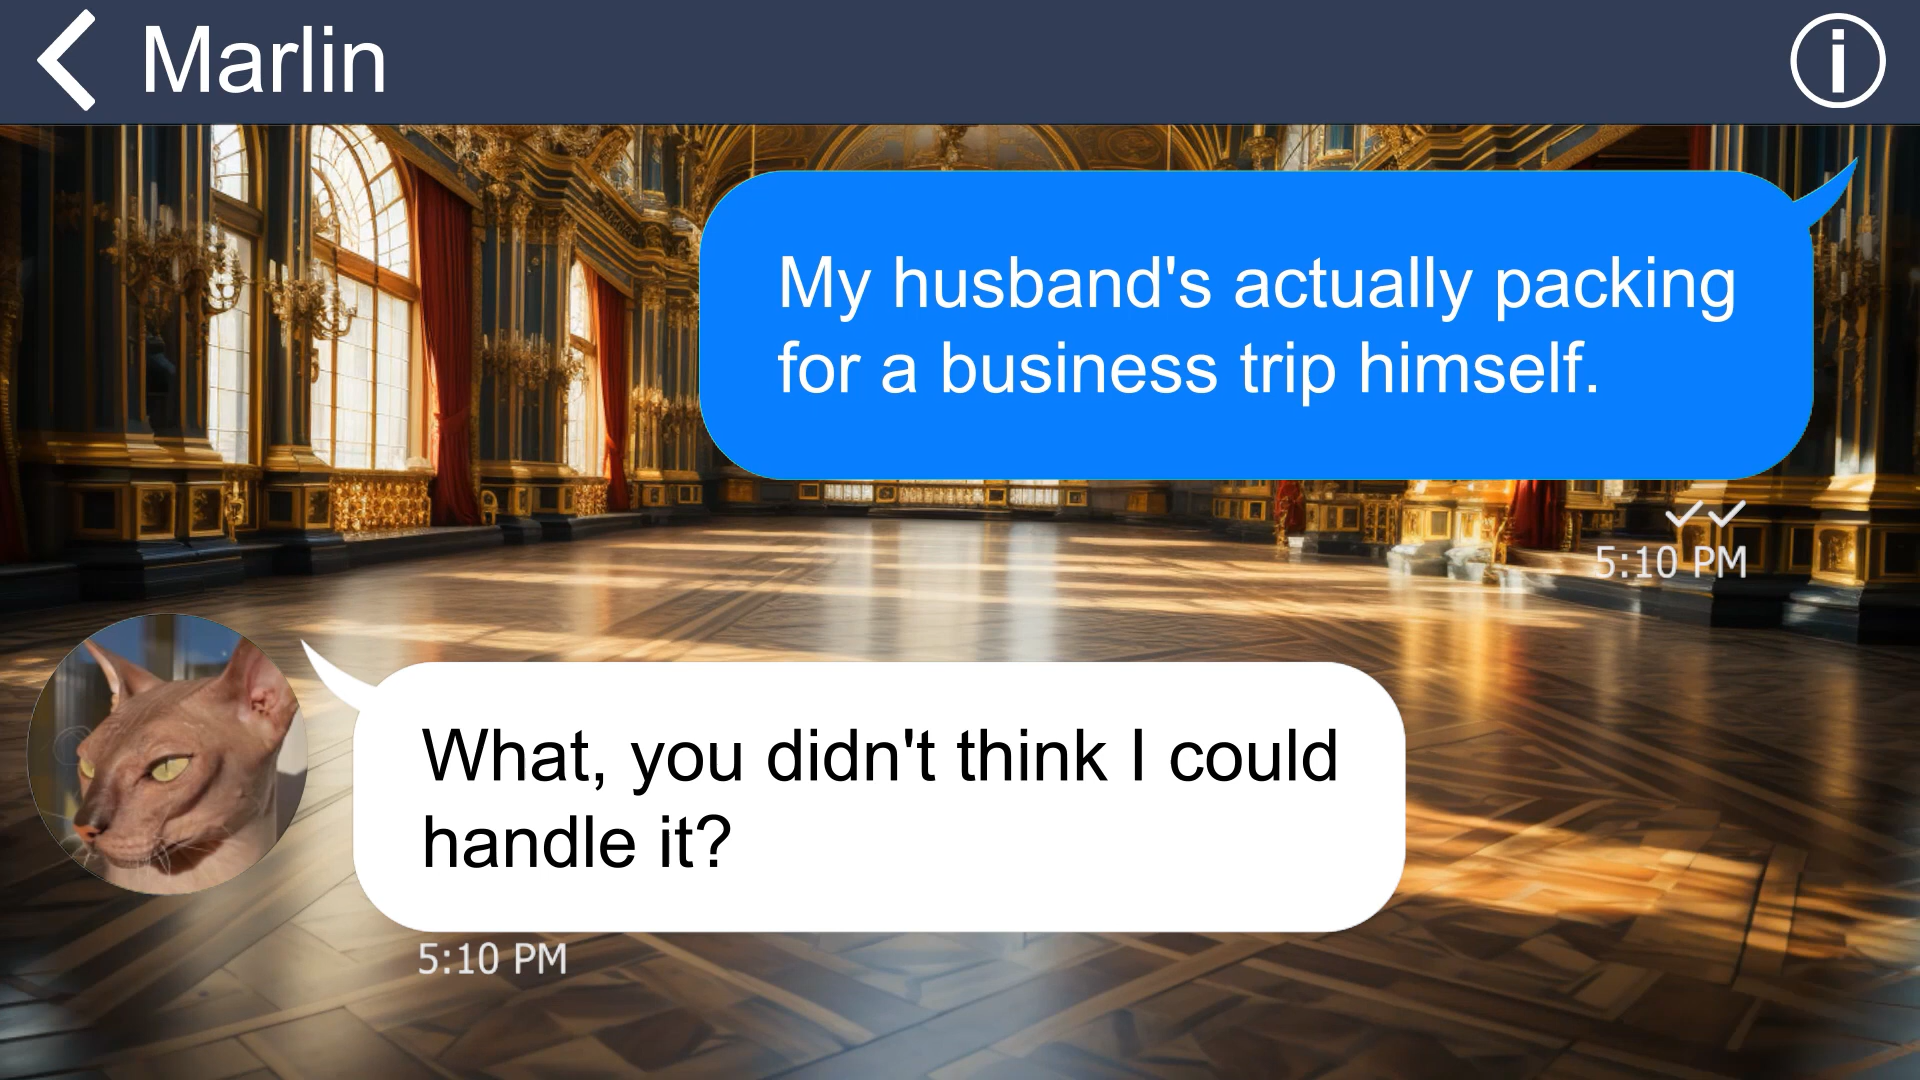 Marlin
My husband's actually packing
for a business trip himself.
5:10 PM
What, you didn't think I could
handle it?
5:10 PM